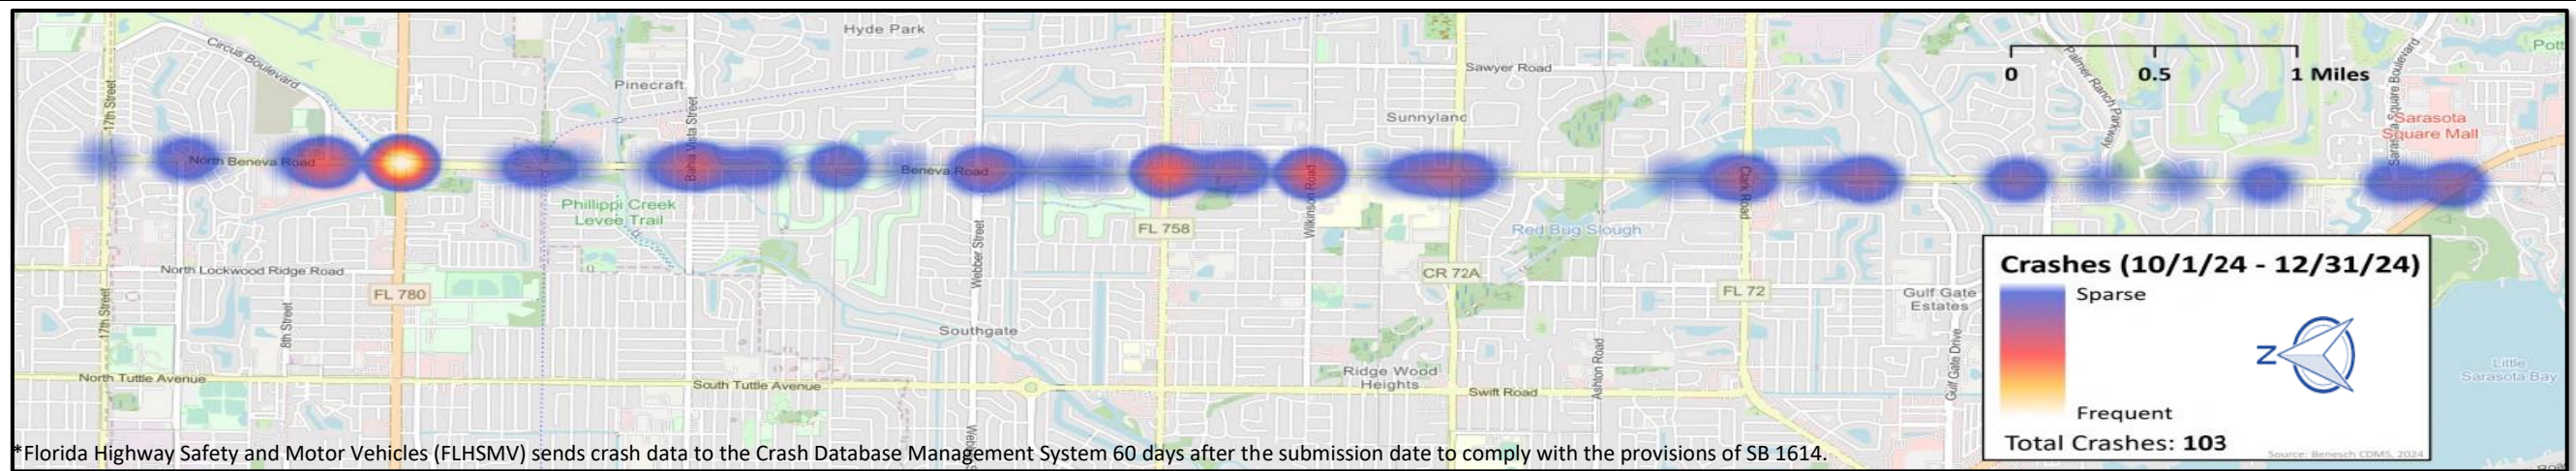 Hyde Park
Circus Boulevard
17th Street
Pinecraft
Sawyer Road
0 0.5 1 Miles
Palmer Ranch Parkway
Sarasota Square Boulevard
Sunnyland
Sarasota
Square Mall
North Beneva Road
Bahia Vista Street
Beneva Road
Wilkinson Road
Clark Road
Phillippi Creek
Levee Trail
FL 758
Red Bug Slough
Webber Street
North Lockwood Ridge Road
CR 72A
FL 780
FL 72
Gulf Gate
Estates
17th Street
8th Street
Southgate
Ashton Road
Gulf Gate Drive
Ridge Wood
Heights
North Tuttle Avenue
South Tuttle Avenue
Swift Road
Little
Sarasota Bay
Crashes (10/1/24 - 12/31/24)
Sparse
Z
Frequent
Total Crashes: 103
Source: Benesch CDMS, 2024
*Florida Highway Safety and Motor Vehicles (FLHSMV) sends crash data to the Crash Database Management System 60 days after the submission date to comply with the provisions of SB 1614.